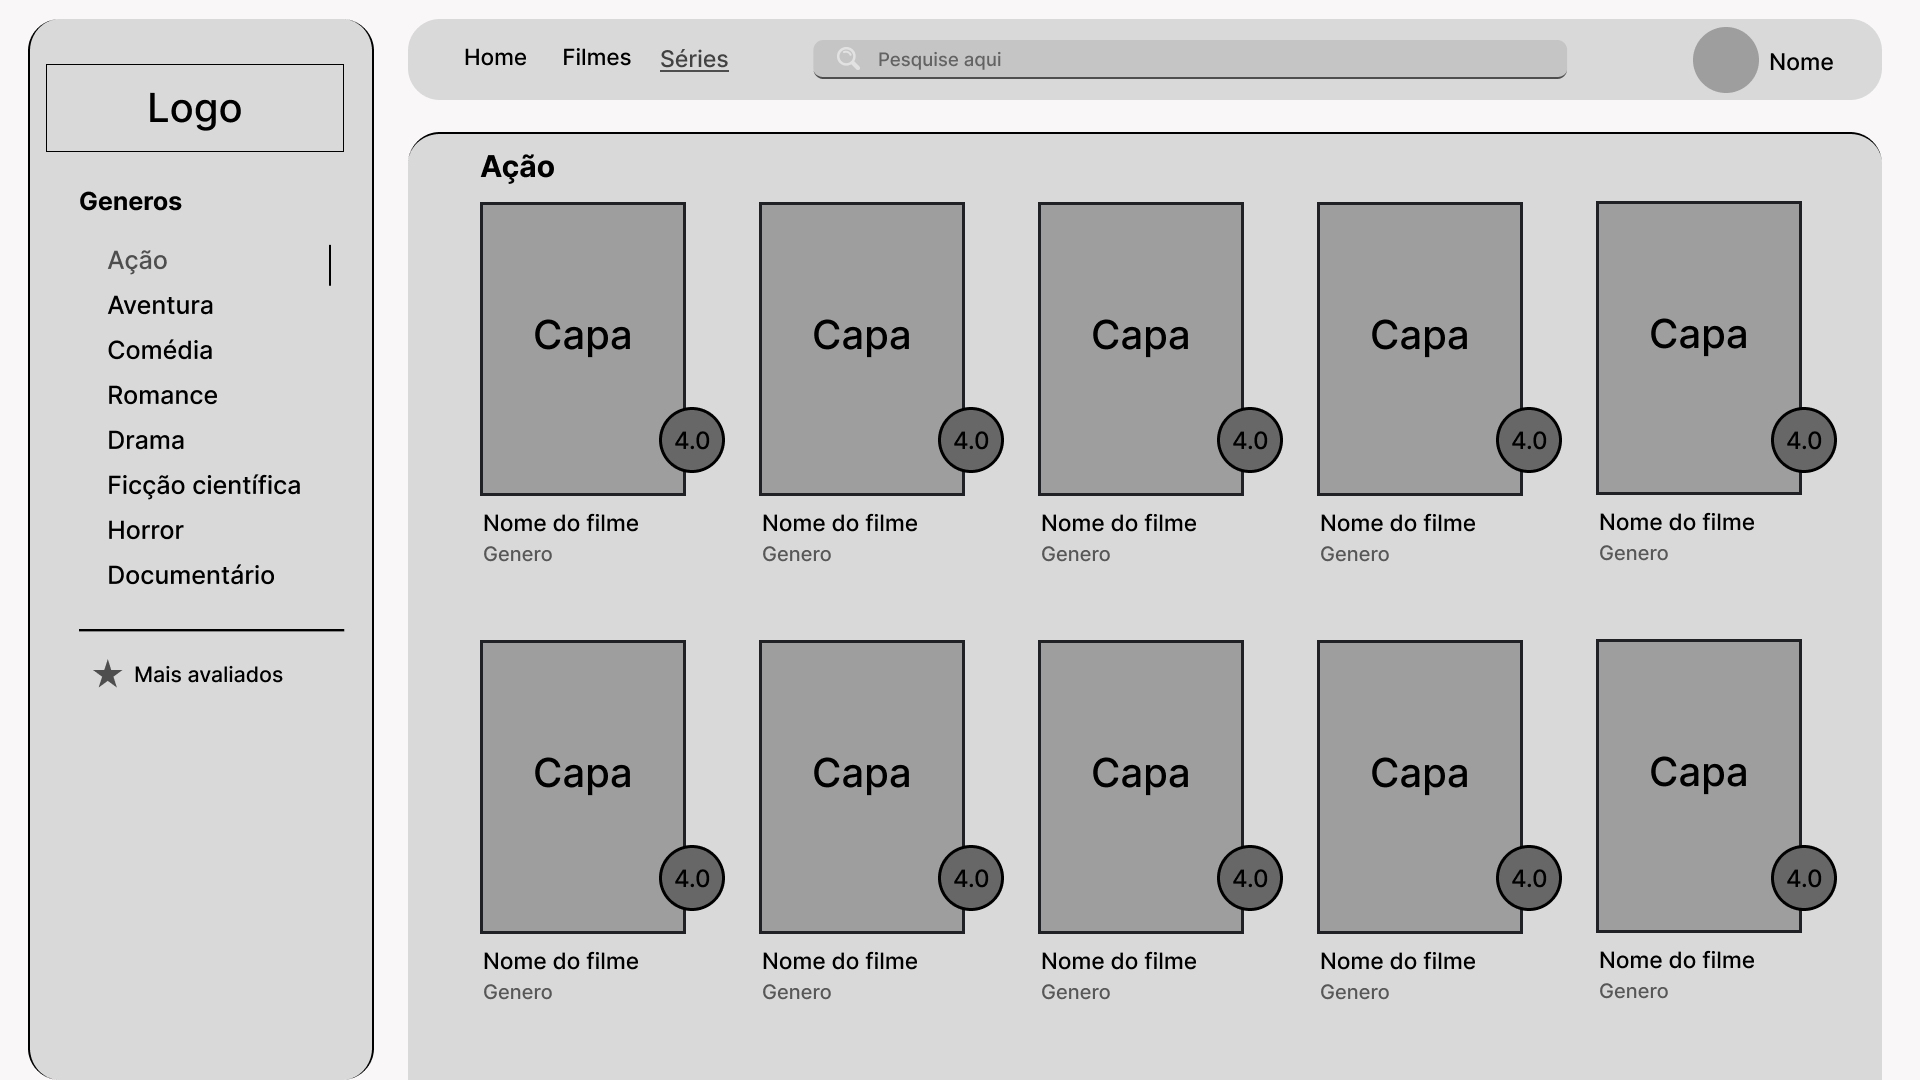 Logo
Generos
Ação
Aventura
Comédia
Romance
Drama
Ficção científica
Horror
Documentário
Mais avaliados
Home Filmes Séries Pesquise aqui Nome
Ação
Capa Capa Capa Capa Capa
4.0 4.0 4.0 4.0 4.0
Nome do filme Nome do filme Nome do filme Nome do filme Nome do filme
Genero Genero Genero Genero Genero
Capa Capa Capa Capa Capa
4.0 4.0 4.0 4.0 4.0
Nome do filme Nome do filme Nome do filme Nome do filme Nome do filme
Genero Genero Genero Genero Genero